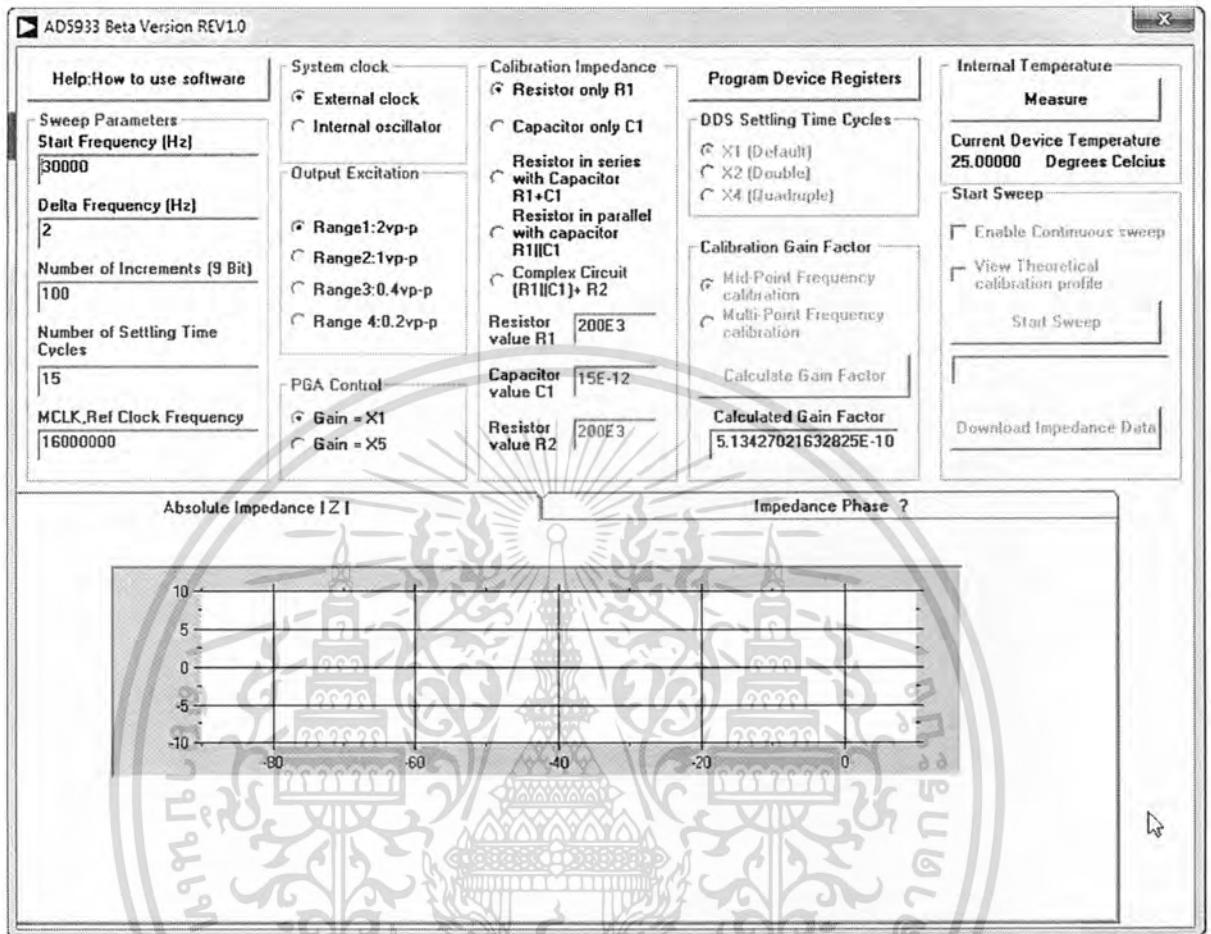 AD5933 Beta Version REV1.0
Help:How to use software
Sweep Parameters
Start Frequency (Hz)
30000
Delta Frequency (Hz)
2
Number of Increments (9 Bit)
100
Number of Settling Time
Cycles
15
MCLK,Ref Clock Frequency
16000000
System clock
External clock
Internal oscillator
Output Excitation
Range1:2vp-p
Range2:1vp-p
Range3:0.4vp-p
Range 4:0.2vp-p
PGA Control
Gain = X1
Gain = X5
Calibration Impedance
Resistor only R1
Capacitor only C1
Resistor in series
with Capacitor
R1+C1
Resistor in parallel
with capacitor
R1||C1
Complex Circuit
(R1||C1)+ R2
Resistor
value R1
200E3
Capacitor
value C1
15E-12
Resistor
value R2
200E3
Program Device Registers
DDS Settling Time Cycles
X1 (Default)
X2 (Double)
X4 (Quadruple)
Calibration Gain Factor
Mid-Point Frequency
calibration
Multi-Point Frequency
calibration
Calculate Gain Factor
Calculated Gain Factor
5.13427021632825E-10
Internal Temperature
Measure
Current Device Temperature
25.00000 Degrees Celcius
Start Sweep
Enable Continuous sweep
View Theoretical
calibration profile
Start Sweep
Download Impedance Data
Absolute Impedance | Z |
Impedance Phase ?
10
5
0
-5
-10
-80
-60
-40
-20
0